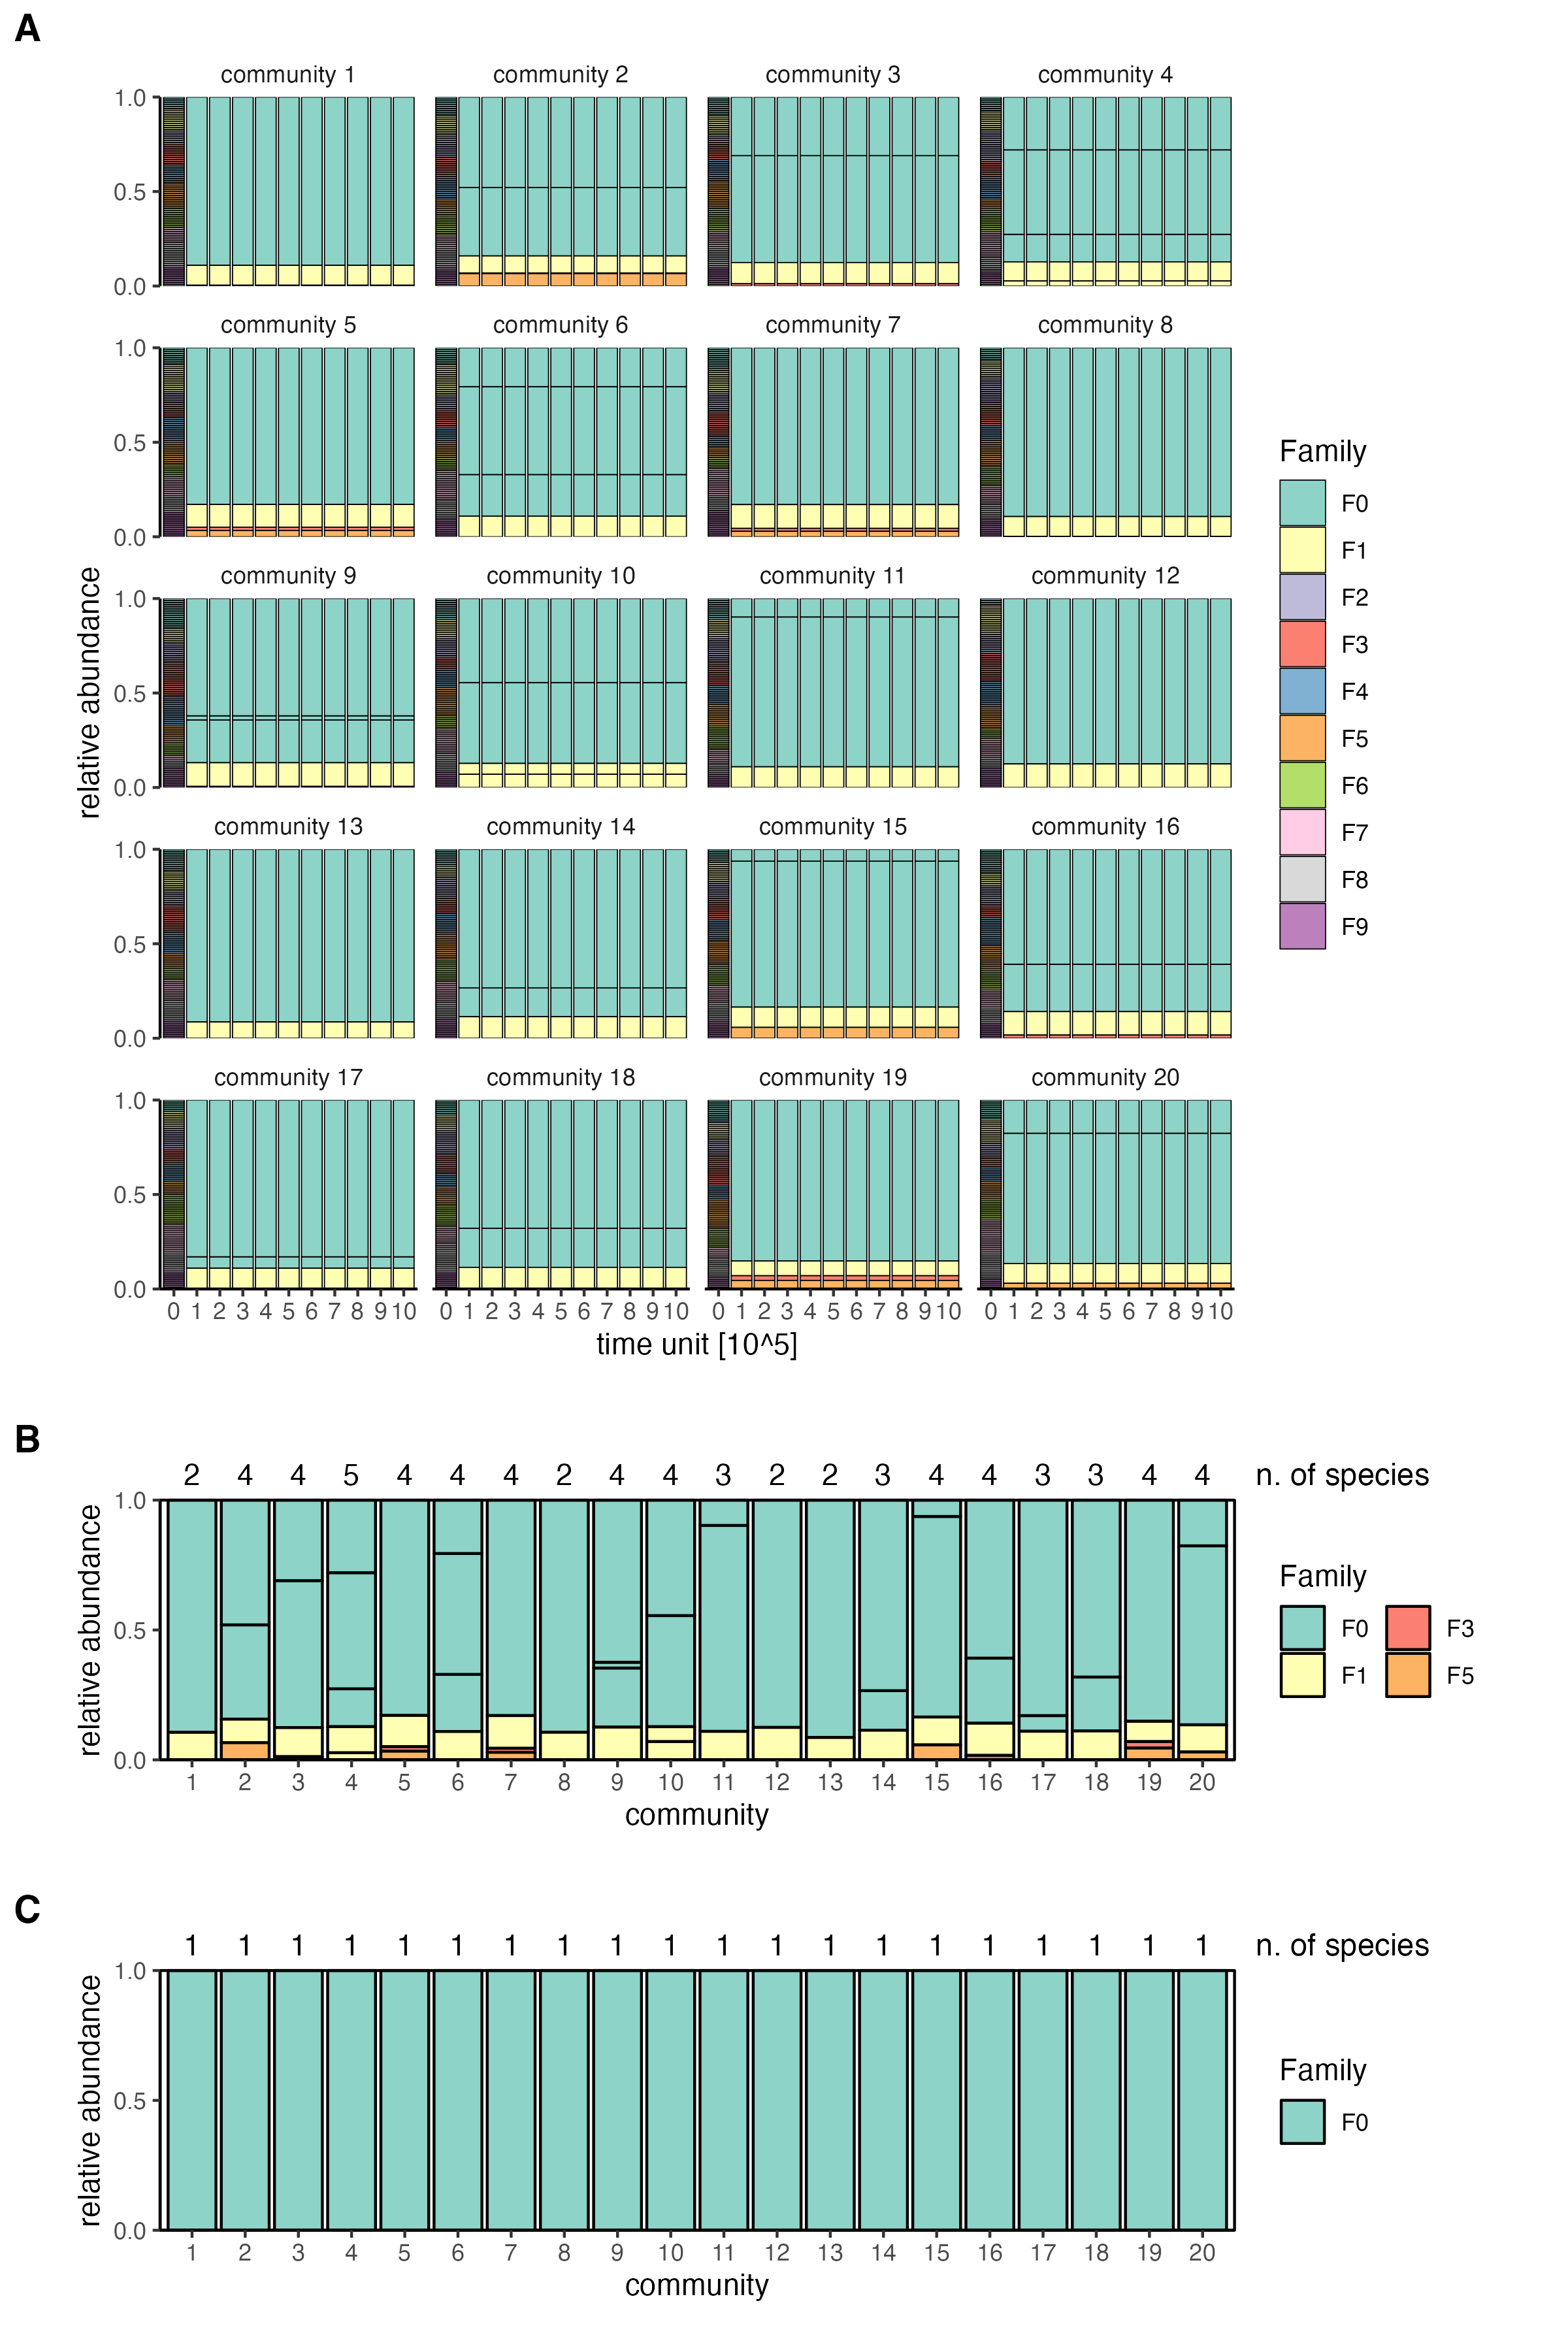 A
community 1 community 2 community 3 community 4
1.0
0.5
0.0
community 5 community 6 community 7 community 8
1.0
0.5
0.0
community 9 community 10 community 11 community 12
1.0
0.5
0.0
community 13 community 14 community 15 community 16
1.0
0.5
0.0
community 17 community 18 community 19 community 20
1.0
0.5
0.0
0 1 2 3 4 5 6 7 8 9 10 0 1 2 3 4 5 6 7 8 9 10 0 1 2 3 4 5 6 7 8 9 10 0 1 2 3 4 5 6 7 8 9 10
time unit [10^5]
relative abundance
Family
F0
F1
F2
F3
F4
F5
F6
F7
F8
F9
B
2 4 4 5 4 4 4 2 4 4 3 2 2 3 4 4 3 3 4 4 n. of species
1.0
0.5
0.0
relative abundance
1 2 3 4 5 6 7 8 9 10 11 12 13 14 15 16 17 18 19 20
community
Family
F0 F3
F1 F5
C
1 1 1 1 1 1 1 1 1 1 1 1 1 1 1 1 1 1 1 1 n. of species
1.0
0.5
0.0
relative abundance
1 2 3 4 5 6 7 8 9 10 11 12 13 14 15 16 17 18 19 20
community
Family
F0